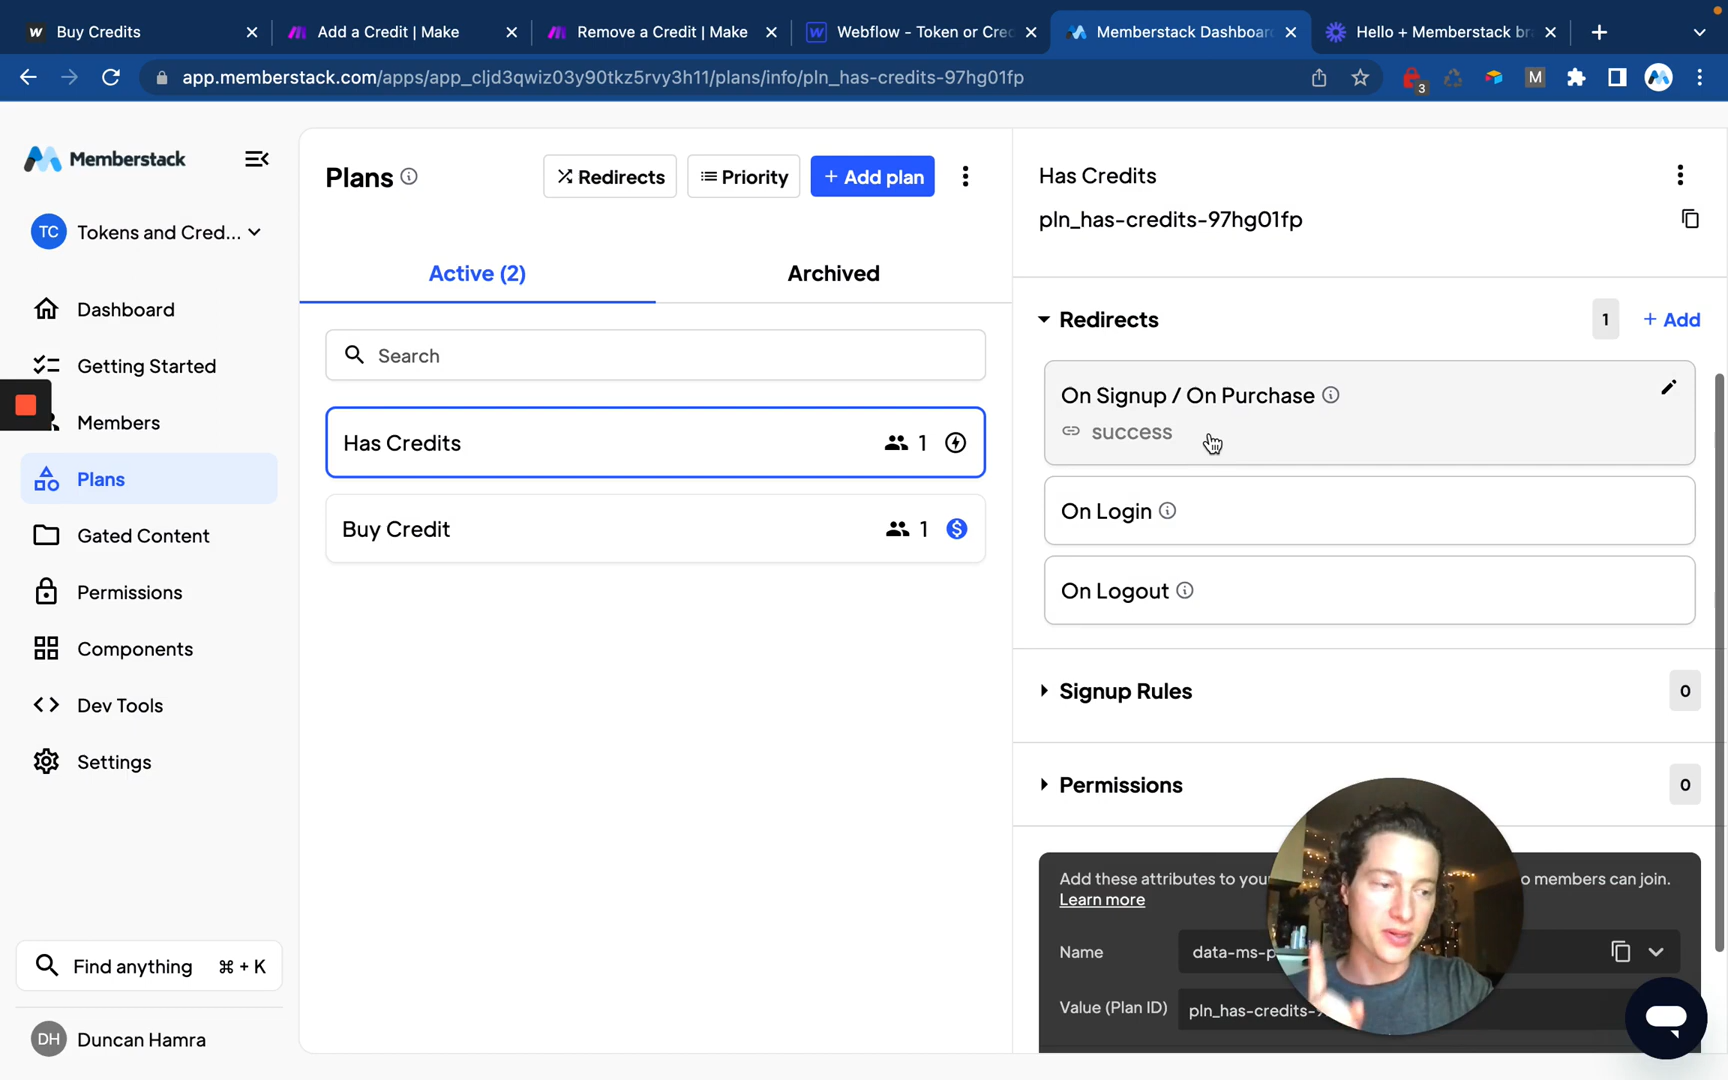 Buy Credits
Add a Credit | Make
Remove a Credit | Make
Webflow - Token or Cre
Memberstack Dashboar
Hello + Memberstack br
app.memberstack.com/apps/app_cljd3qwiz03y90tkz5rvy3h11/plans/info/pln_has-credits-97hg01fp
3
M
Memberstack
TC Tokens and Cred...
Dashboard
Getting Started
Members
Plans
Gated Content
Permissions
Components
Dev Tools
Settings
Find anything ⌘ + K
DH Duncan Hamra
Plans
Redirects
Priority
+ Add plan
Active (2)
Archived
Search
Has Credits 1
Buy Credit 1 $
Has Credits
pln_has-credits-97hg01fp
Redirects 1 + Add
On Signup / On Purchase
success
On Login
On Logout
Signup Rules 0
Permissions 0
Add these attributes to you o members can join.
Learn more
Name data-ms-p
Value (Plan ID) pln_has-credits-